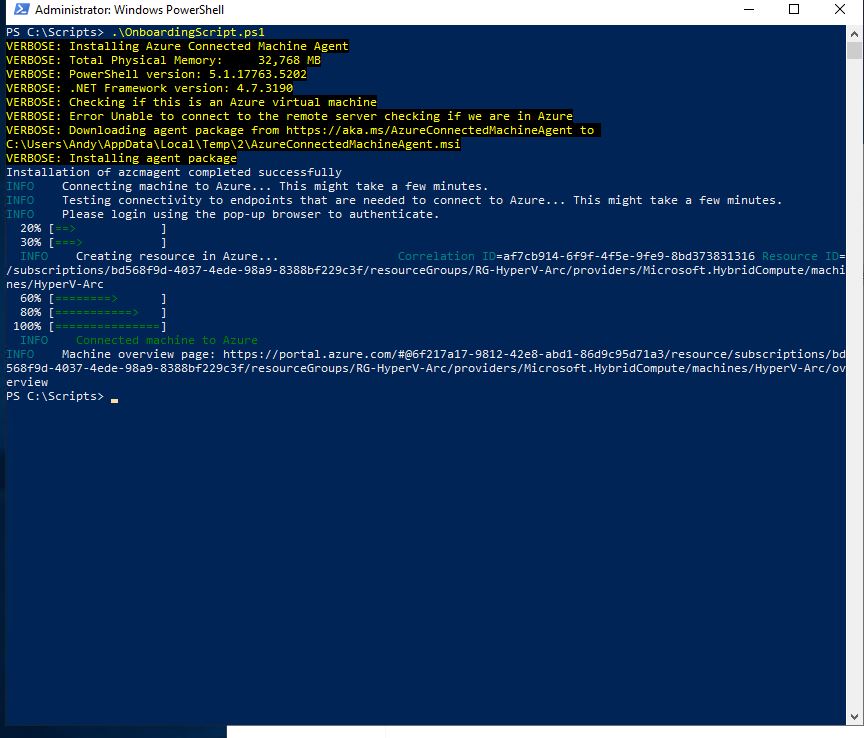 Administrator: Windows PowerShell
PS C:\Scripts> .\OnboardingScript.ps1
VERBOSE: Installing Azure Connected Machine Agent
VERBOSE: Total Physical Memory:     32,768 MB
VERBOSE: PowerShell version: 5.1.17763.5202
VERBOSE: .NET Framework version: 4.7.3190
VERBOSE: Checking if this is an Azure virtual machine
VERBOSE: Error Unable to connect to the remote server checking if we are in Azure
VERBOSE: Downloading agent package from https://aka.ms/AzureConnectedMachineAgent to
C:\Users\Andy\AppData\Local\Temp\2\AzureConnectedMachineAgent.msi
VERBOSE: Installing agent package
Installation of azcmagent completed successfully
INFO    Connecting machine to Azure... This might take a few minutes.
INFO    Testing connectivity to endpoints that are needed to connect to Azure... This might take a few minutes.
INFO    Please login using the pop-up browser to authenticate.
  20% [==>            ]
  30% [===>           ]
  INFO    Creating resource in Azure...                 Correlation ID=af7cb914-6f9f-4f5e-9fe9-8bd373831316 Resource ID=
/subscriptions/bd568f9d-4037-4ede-98a9-8388bf229c3f/resourceGroups/RG-HyperV-Arc/providers/Microsoft.HybridCompute/machi
nes/HyperV-Arc
  60% [========>      ]
  80% [===========>   ]
 100% [===============]
  INFO    Connected machine to Azure
INFO    Machine overview page: https://portal.azure.com/#@6f217a17-9812-42e8-abd1-86d9c95d71a3/resource/subscriptions/bd
568f9d-4037-4ede-98a9-8388bf229c3f/resourceGroups/RG-HyperV-Arc/providers/Microsoft.HybridCompute/machines/HyperV-Arc/ov
erview
PS C:\Scripts>